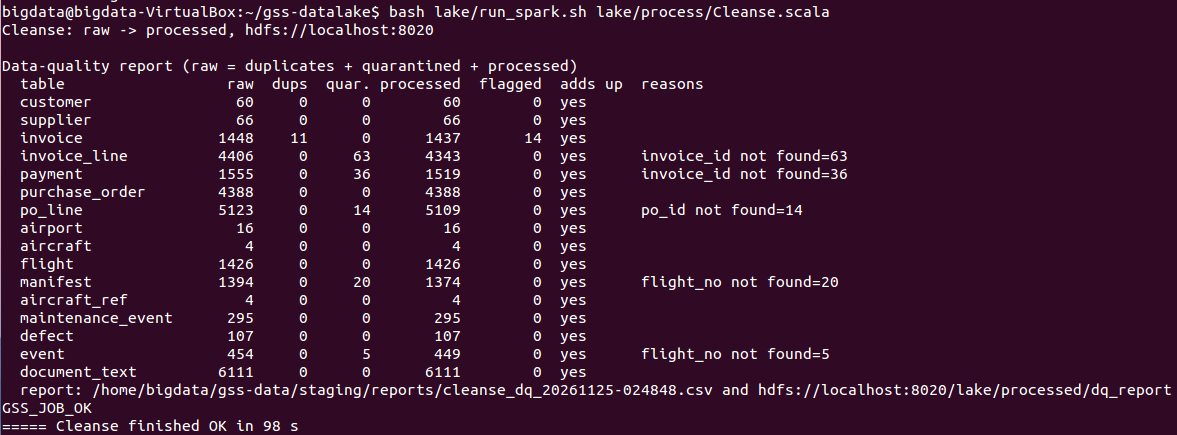 bigdata@bigdata-VirtualBox:~/gss-datalake$ bash lake/run_spark.sh lake/process/Cleanse.scala
Cleanse: raw -> processed, hdfs://localhost:8020

Data-quality report (raw = duplicates + quarantined + processed)
  table                  raw  dups  quar. processed  flagged  adds up  reasons
  customer                60     0      0        60        0  yes
  supplier                66     0      0        66        0  yes
  invoice               1448    11      0      1437       14  yes
  invoice_line          4406     0     63      4343        0  yes      invoice_id not found=63
  payment               1555     0     36      1519        0  yes      invoice_id not found=36
  purchase_order        4388     0      0      4388        0  yes
  po_line               5123     0     14      5109        0  yes      po_id not found=14
  airport                 16     0      0        16        0  yes
  aircraft                 4     0      0         4        0  yes
  flight                1426     0      0      1426        0  yes
  manifest              1394     0     20      1374        0  yes      flight_no not found=20
  aircraft_ref             4     0      0         4        0  yes
  maintenance_event      295     0      0       295        0  yes
  defect                 107     0      0       107        0  yes
  event                  454     0      5       449        0  yes      flight_no not found=5
  document_text         6111     0      0      6111        0  yes
  report: /home/bigdata/gss-data/staging/reports/cleanse_dq_20261125-024848.csv and hdfs://localhost:8020/lake/processed/dq_report
GSS_JOB_OK
===== Cleanse finished OK in 98 s